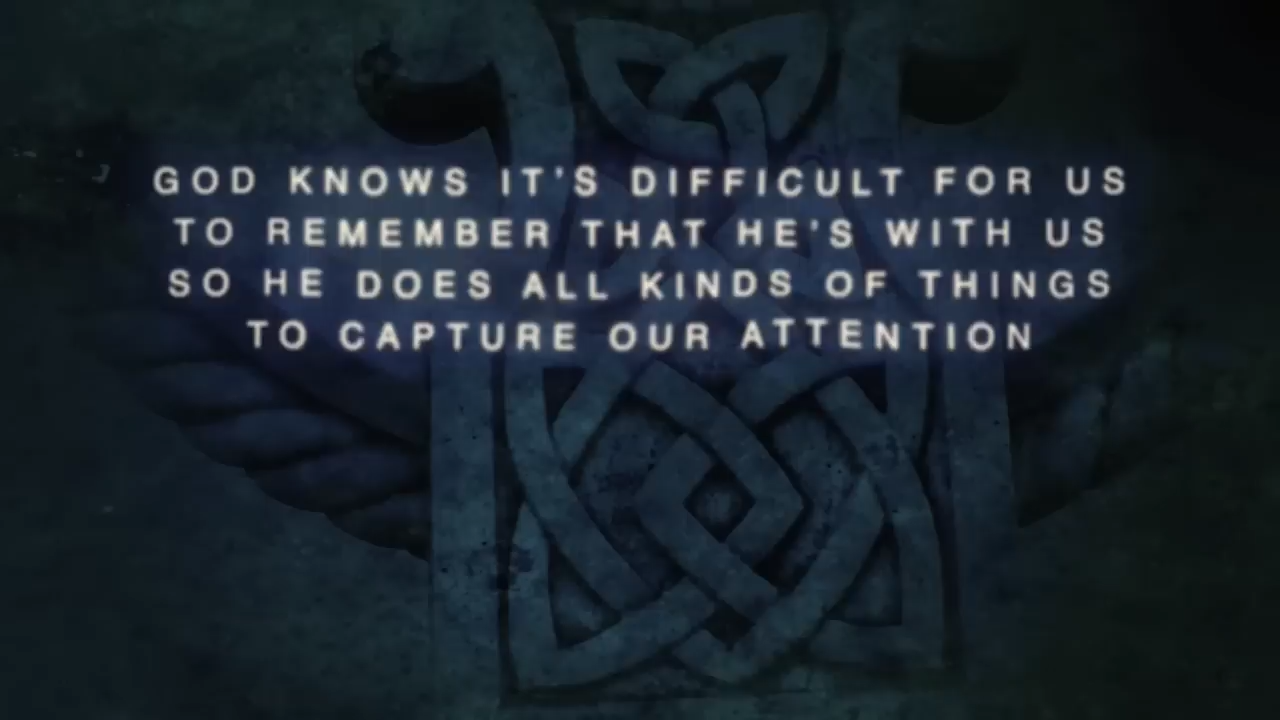 GOD KNOWS IT'S DIFFICULT FOR US
TO REMEMBER THAT HE'S WITH US
SO HE DOES ALL KINDS OF THINGS
TO CAPTURE OUR ATTENTION